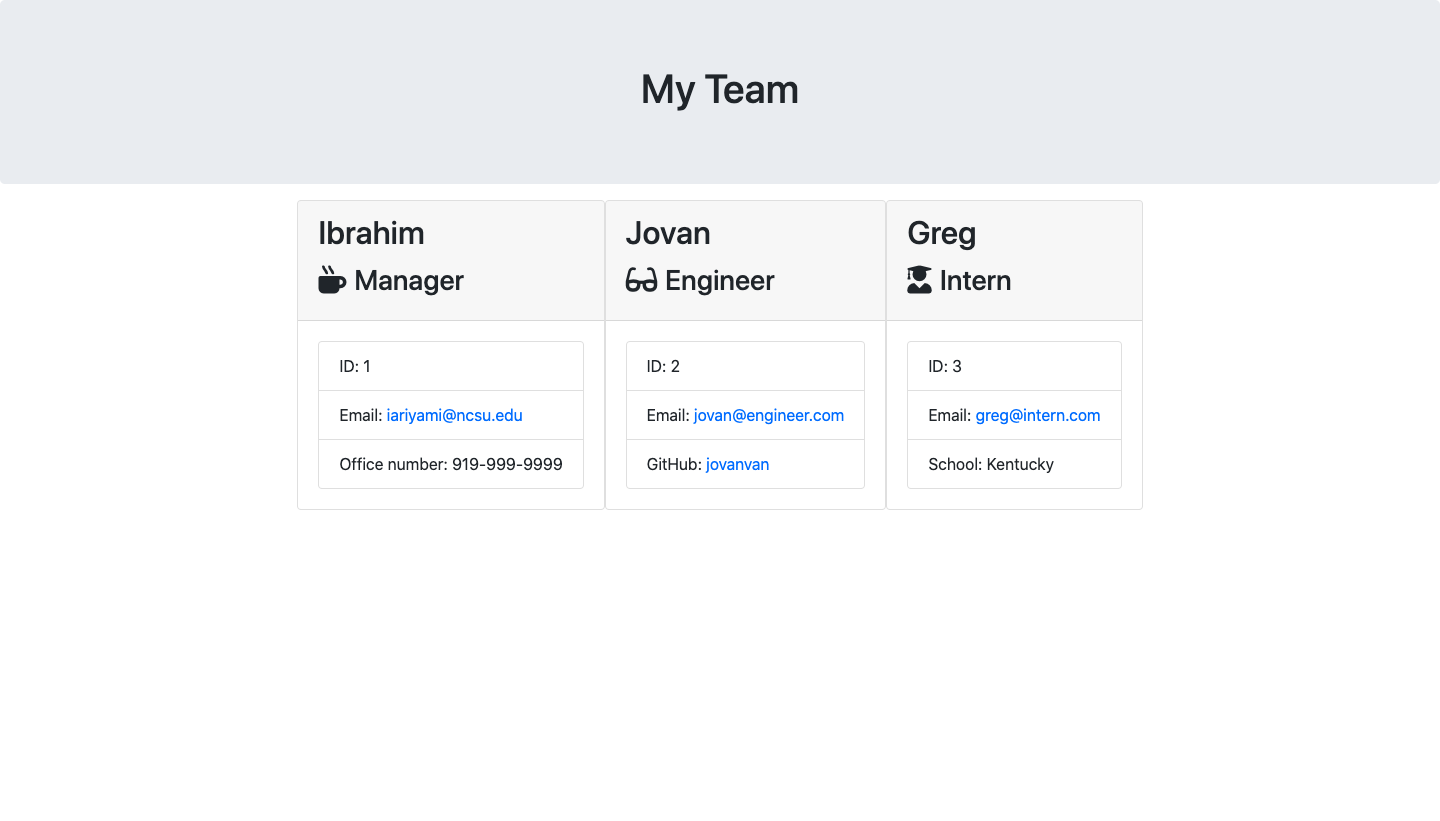 My Team
Ibrahim
Manager
ID: 1
Email: iariyami@ncsu.edu
Office number: 919-999-9999
Jovan
Engineer
ID: 2
Email: jovan@engineer.com
GitHub: jovanvan
Greg
Intern
ID: 3
Email: greg@intern.com
School: Kentucky